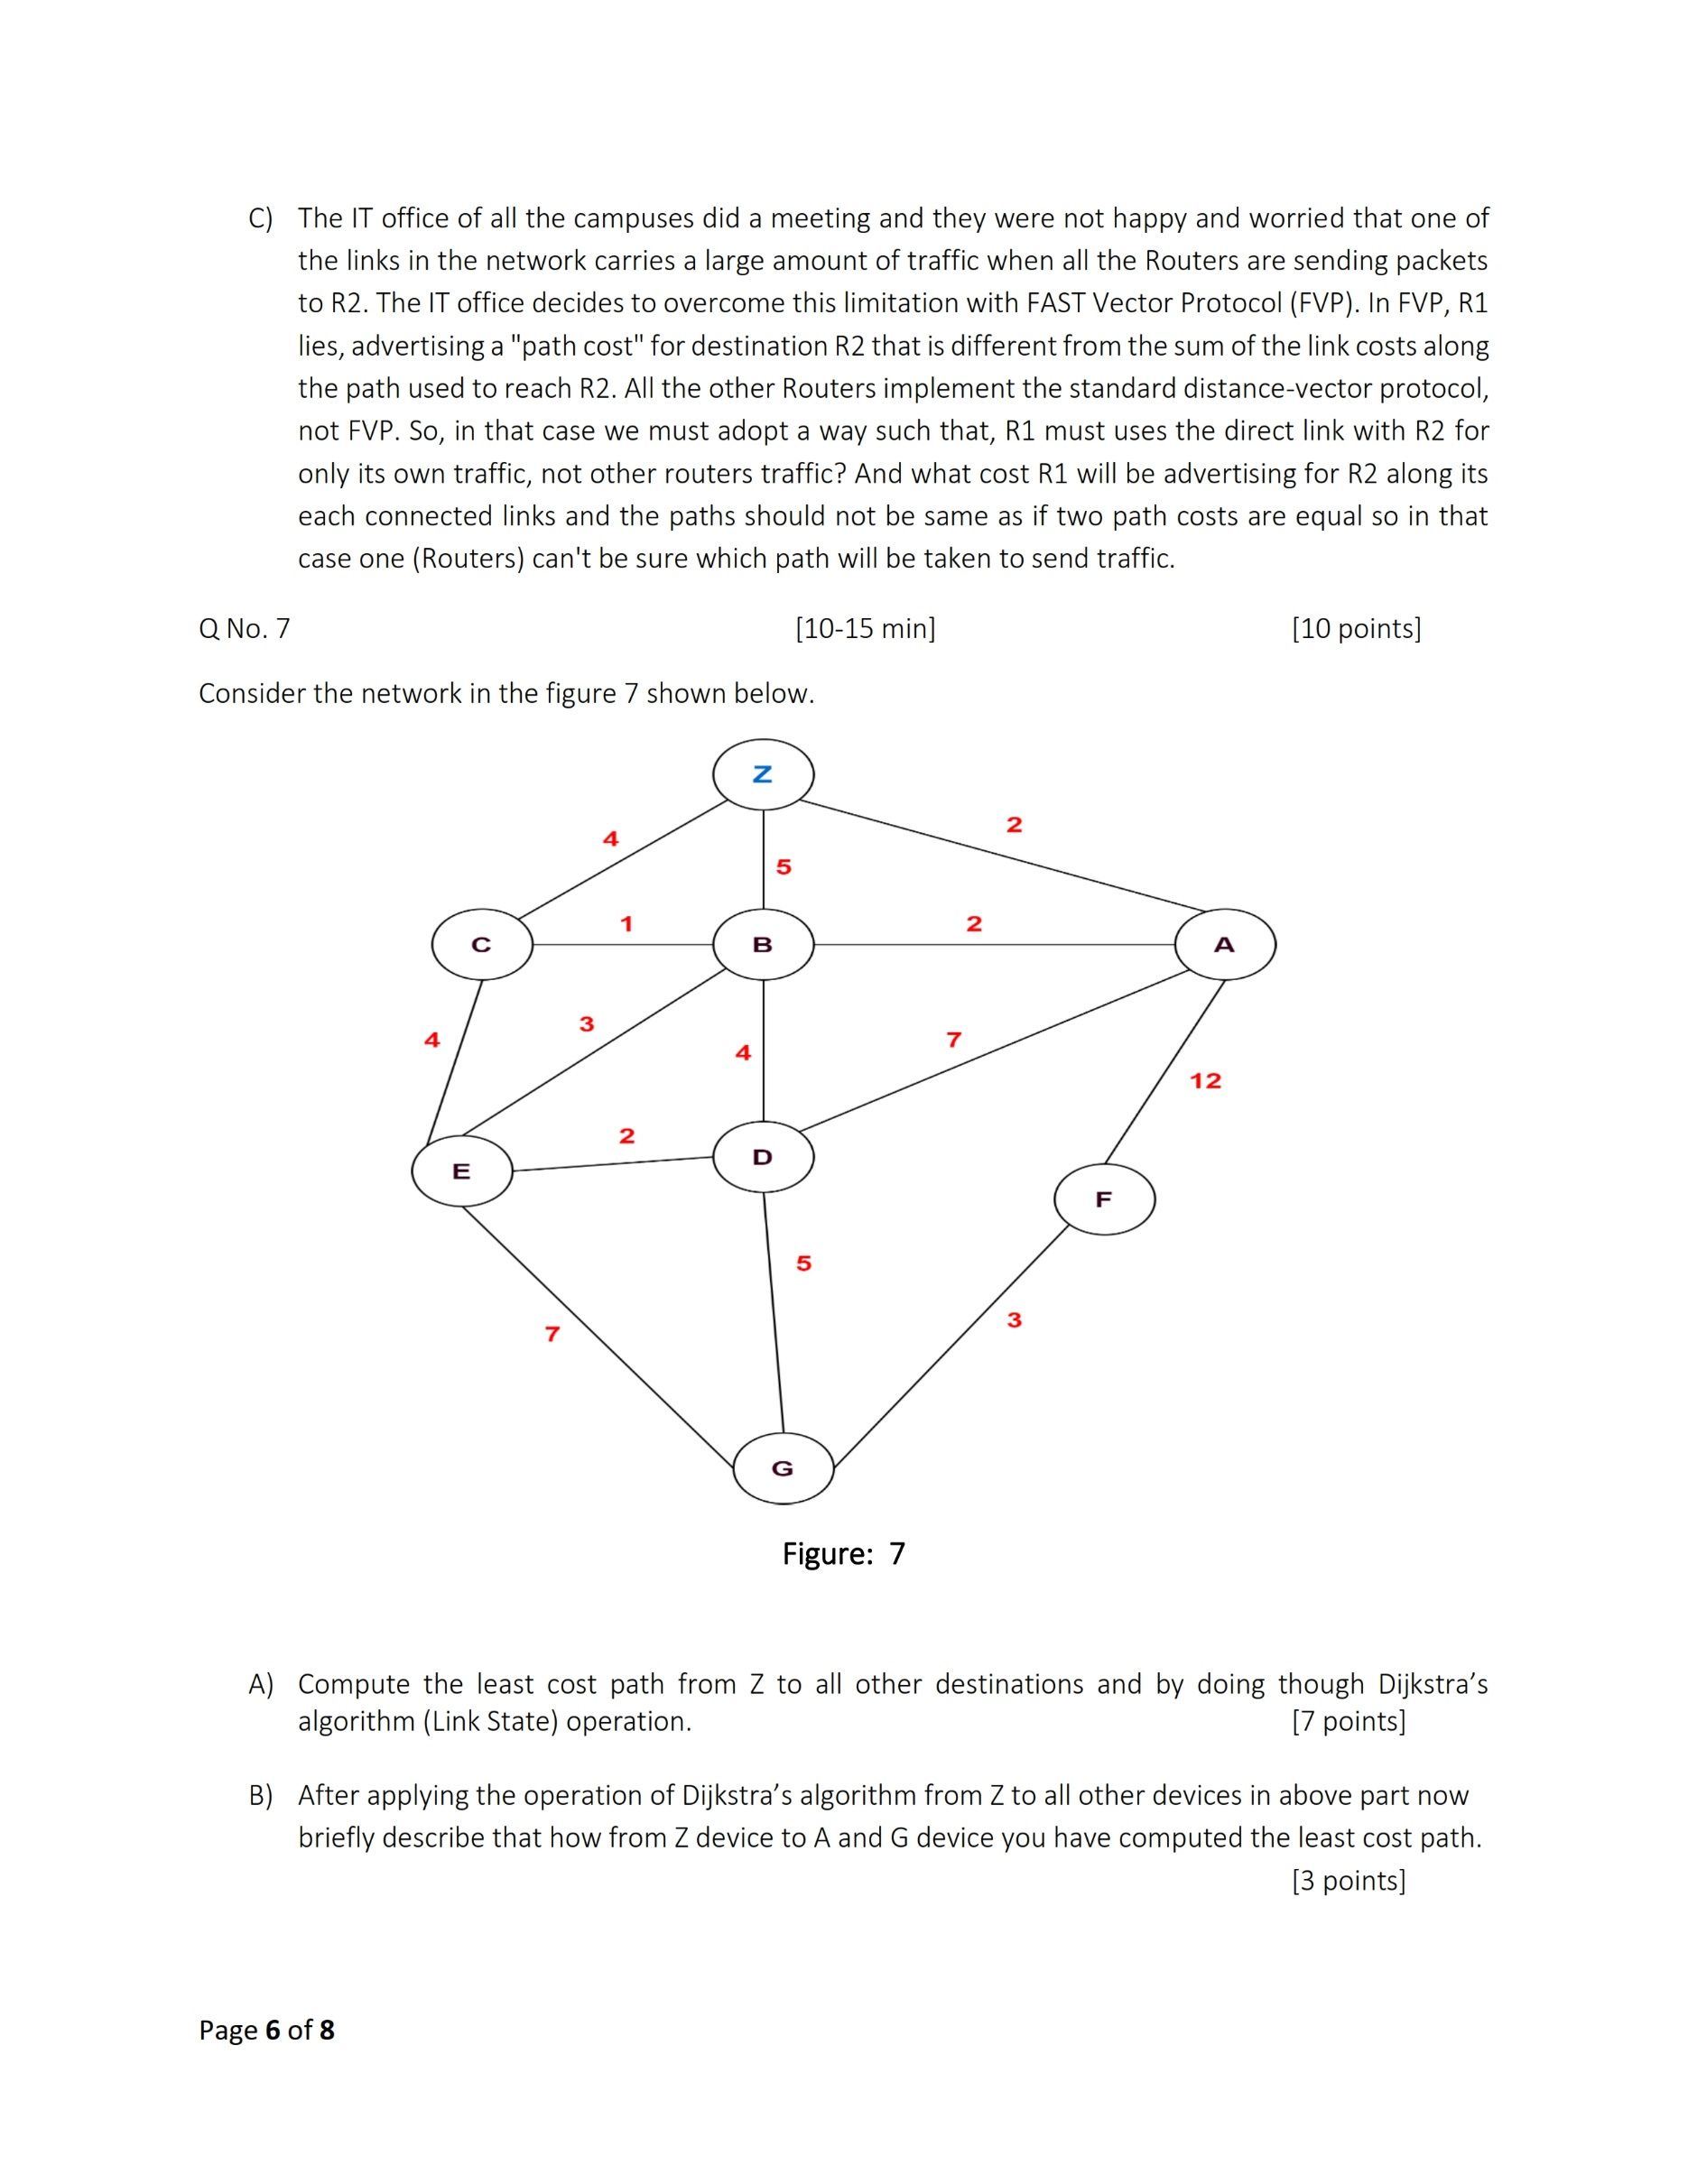 C) The IT office of all the campuses did a meeting and they were not happy and worried that one of
the links in the network carries a large amount of traffic when all the Routers are sending packets
to R2. The IT office decides to overcome this limitation with FAST Vector Protocol (FVP). In FVP, R1
lies, advertising a "path cost" for destination R2 that is different from the sum of the link costs along
the path used to reach R2. All the other Routers implement the standard distance-vector protocol,
not FVP. So, in that case we must adopt a way such that, R1 must uses the direct link with R2 for
only its own traffic, not other routers traffic? And what cost R1 will be advertising for R2 along its
each connected links and the paths should not be same as if two path costs are equal so in that
case one (Routers) can't be sure which path will be taken to send traffic.
Q No. 7 [10-15 min] [10 points]
Consider the network in the figure 7 shown below.
Z
2
4
5
1
2
C
B
A
3
4
4
7
12
2
D
E
F
5
3
7
G
Figure: 7
A) Compute the least cost path from Z to all other destinations and by doing though Dijkstra’s
algorithm (Link State) operation. [7 points]
B) After applying the operation of Dijkstra’s algorithm from Z to all other devices in above part now
briefly describe that how from Z device to A and G device you have computed the least cost path.
[3 points]
Page 6 of 8